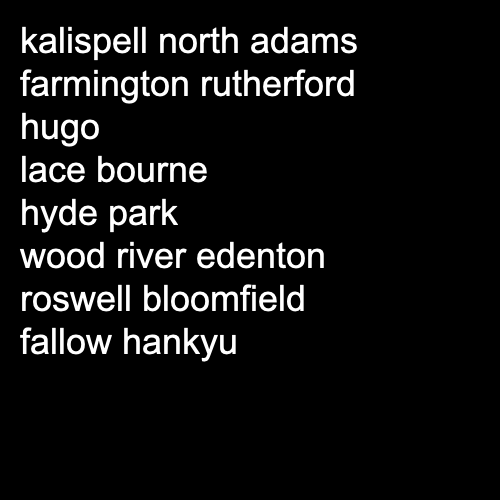 kalispell north adams
farmington rutherford
hugo
lace bourne
hyde park
wood river edenton
roswell bloomfield
fallow hankyu